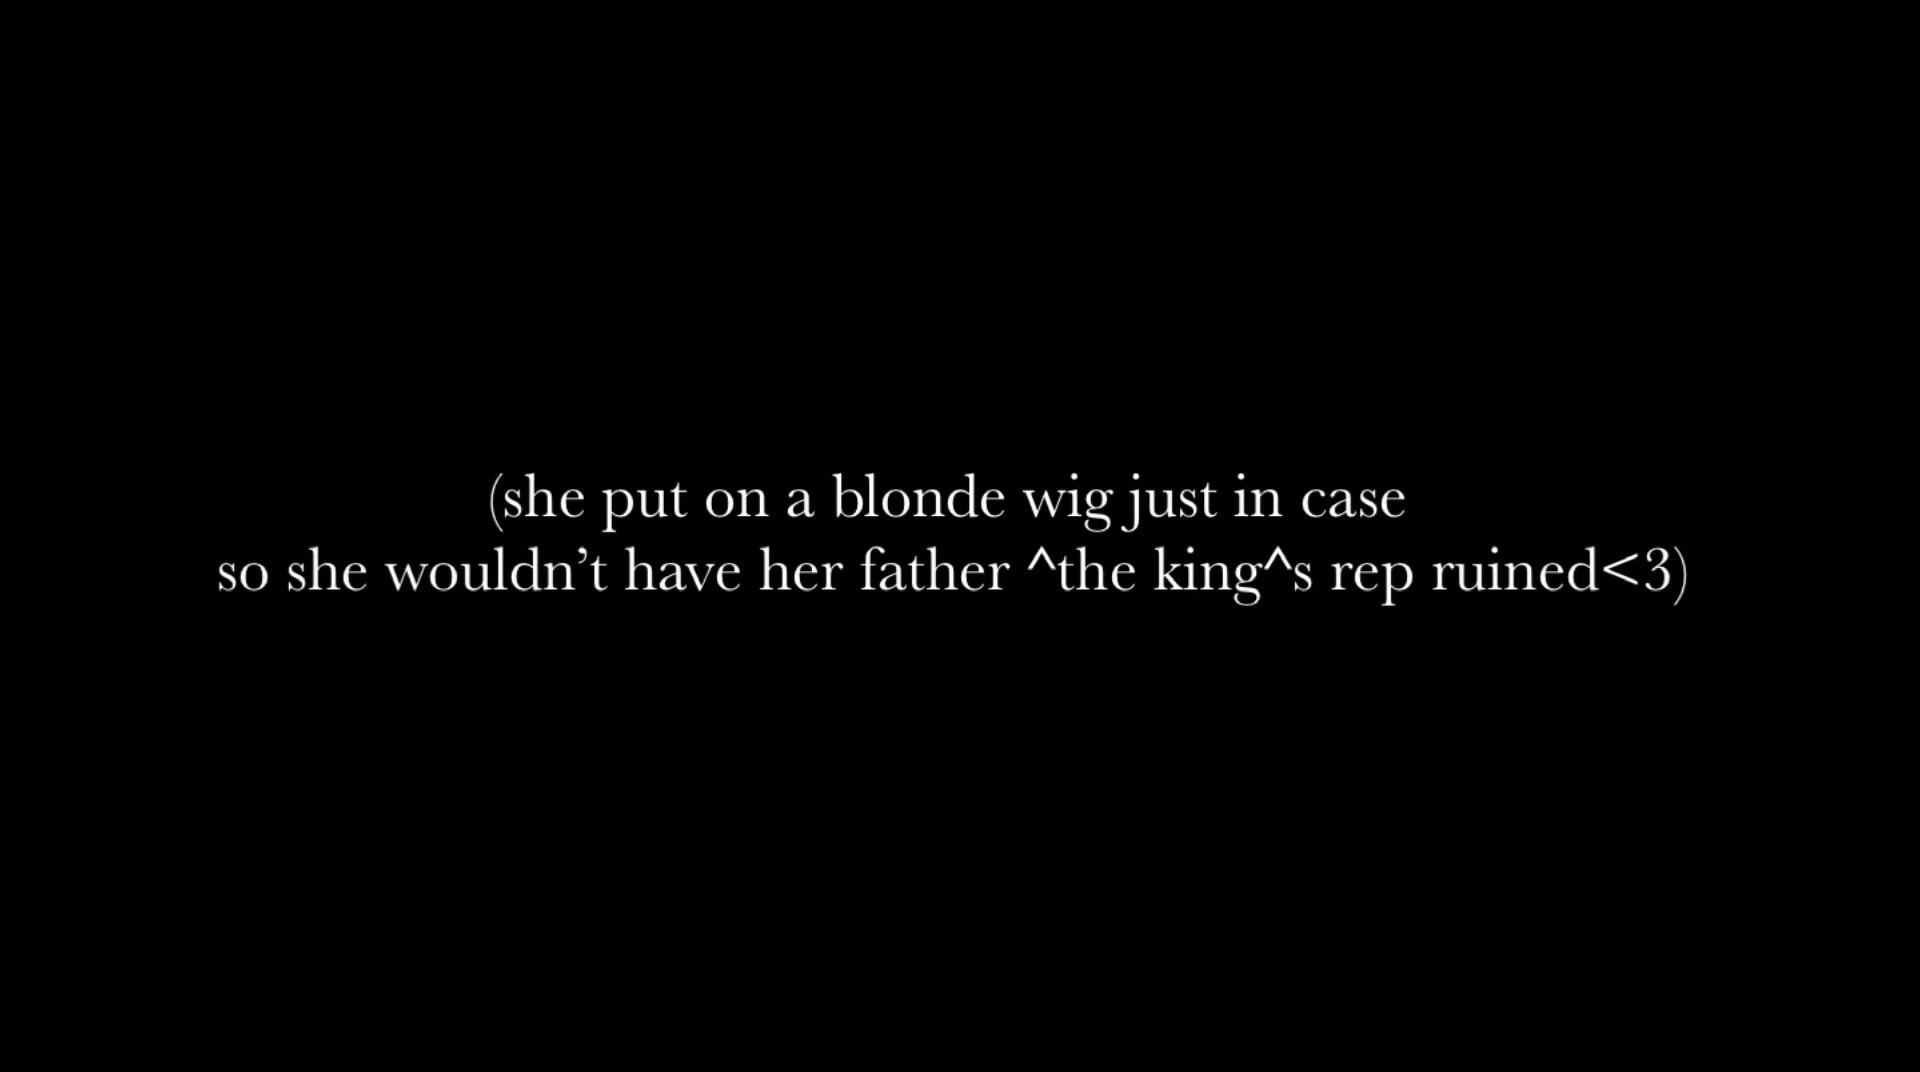 (she put on a blonde wig just in case
so she wouldn’t have her father ^the king^s rep ruined<3)